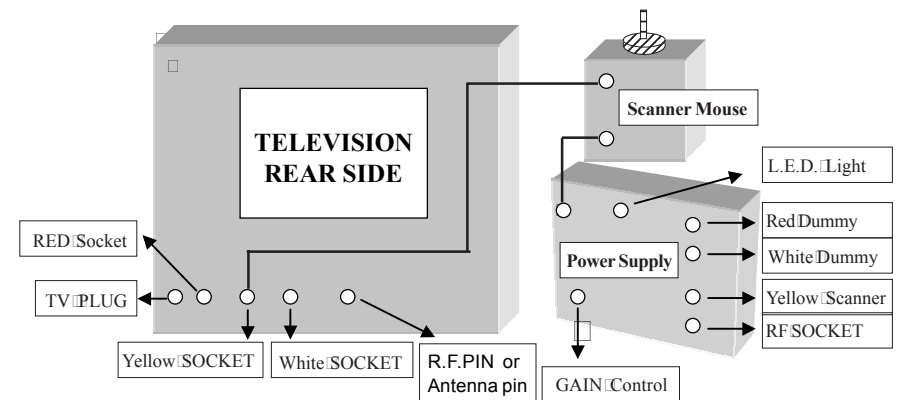 TELEVISION
REAR SIDE
Scanner Mouse
L.E.D. Light
RED Socket
Red Dummy
White Dummy
Power Supply
TV PLUG
Yellow Scanner
RF SOCKET
Yellow SOCKET
White SOCKET
R.F.PIN or
Antenna pin
GAIN Control